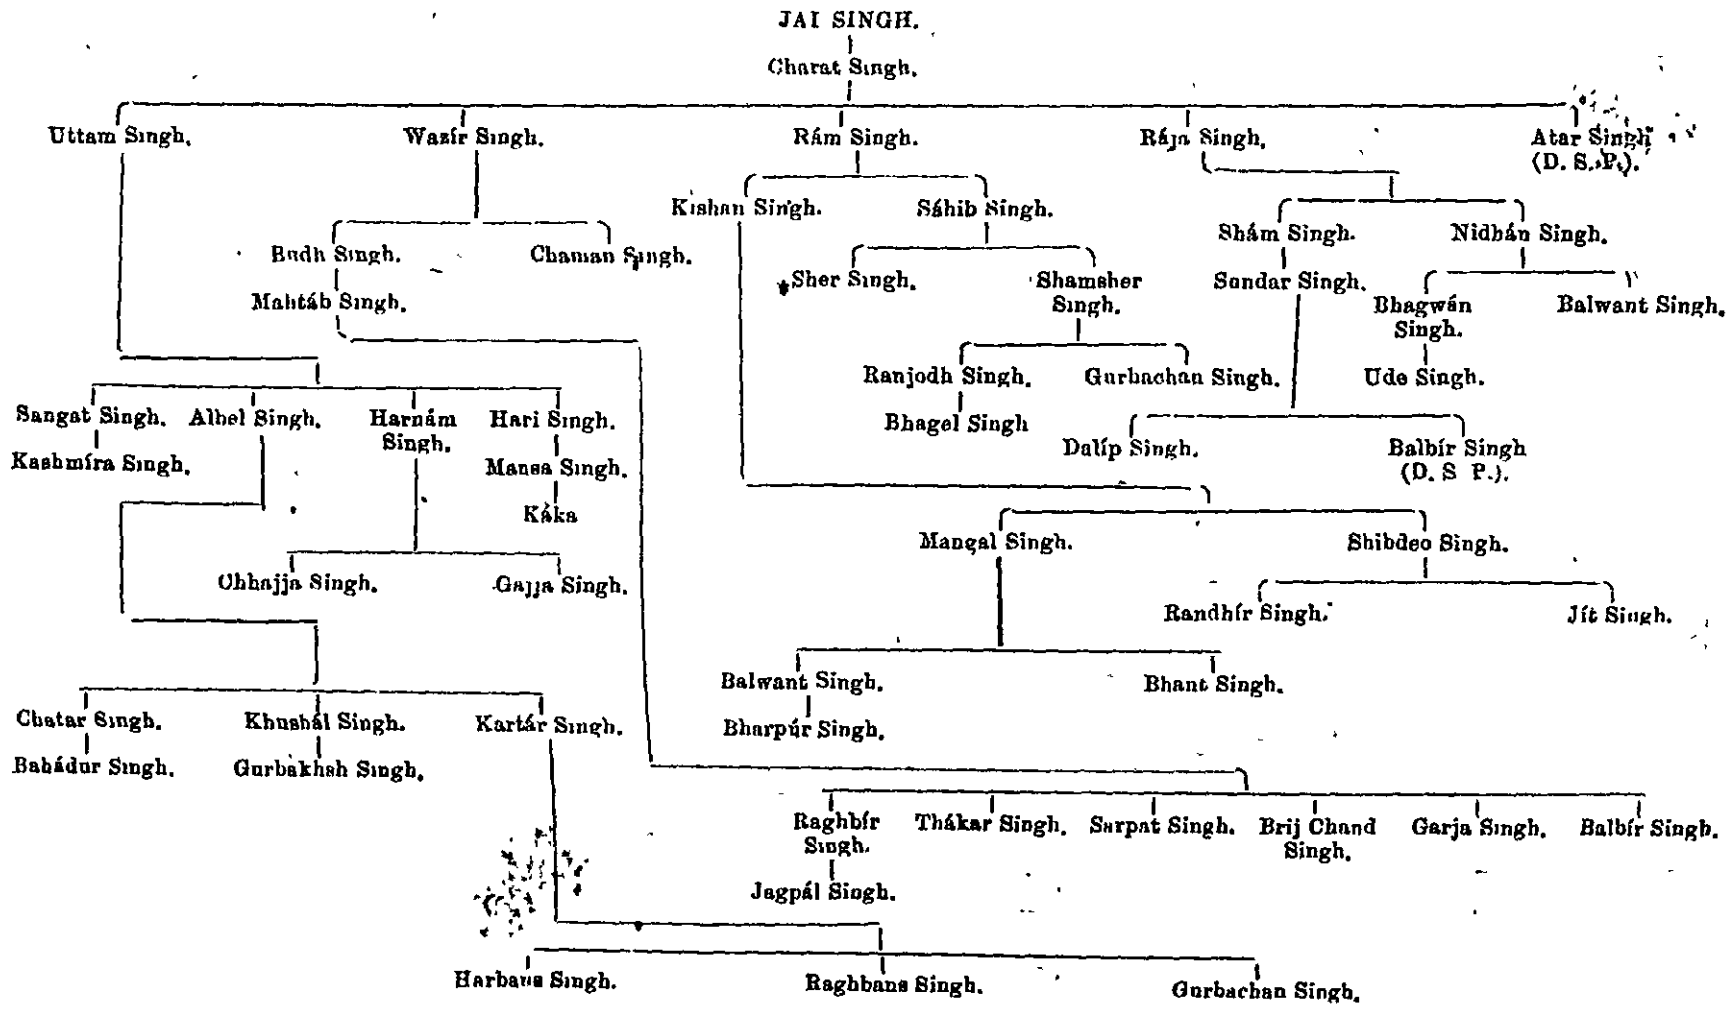 JAI SINGH.
Charat Singh.
Uttam Singh. Wazír Singh. Rám Singh. Rája Singh. Atar Singh
(D. S. P.).
Kishan Singh. Sáhib Singh.
Shám Singh. Nidhán Singh.
Budh Singh. Chaman Singh.
Sher Singh. Shamsher Singh. Sundar Singh.
Mahtáb Singh. Bhagwán Singh. Balwant Singh.
Ranjodh Singh. Gurbachan Singh. Ude Singh.
Sangat Singh. Albel Singh. Harnám Singh. Hari Singh. Bhagel Singh
Dalíp Singh. Balbír Singh
(D. S P.).
Kashmíra Singh. Mansa Singh.
Káka
Mangal Singh. Shibdeo Singh.
Chhajja Singh. Gajja Singh.
Randhír Singh. Jít Singh.
Balwant Singh. Bhant Singh.
Chatar Singh. Khushál Singh. Kartár Singh. Bharpúr Singh.
Bahádur Singh. Gurbakhsh Singh.
Raghbír Singh. Thákar Singh. Surpat Singh. Brij Chand Singh. Garja Singh. Balbír Singh.
Jagpál Singh.
Harbans Singh. Raghbans Singh. Gurbachan Singh.